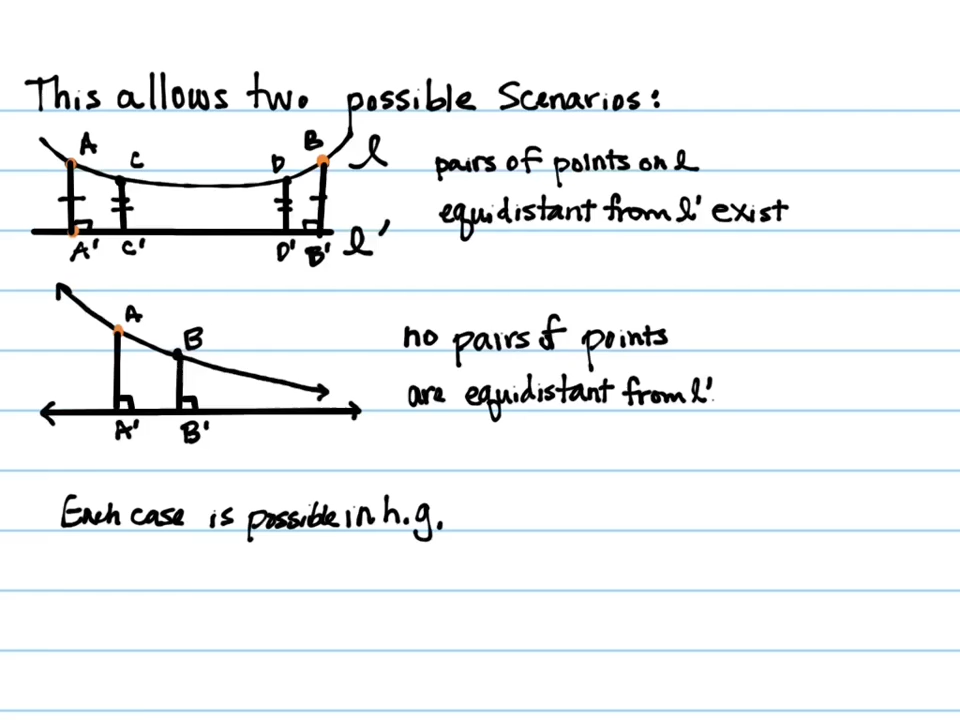 This allows two possible Scenarios:
A C D B l
pairs of points on l
equidistant from l' exist
A' C' D' B' l'
A
B
no pairs of points
are equidistant from l'.
A' B'
Each case is possible in h.g.